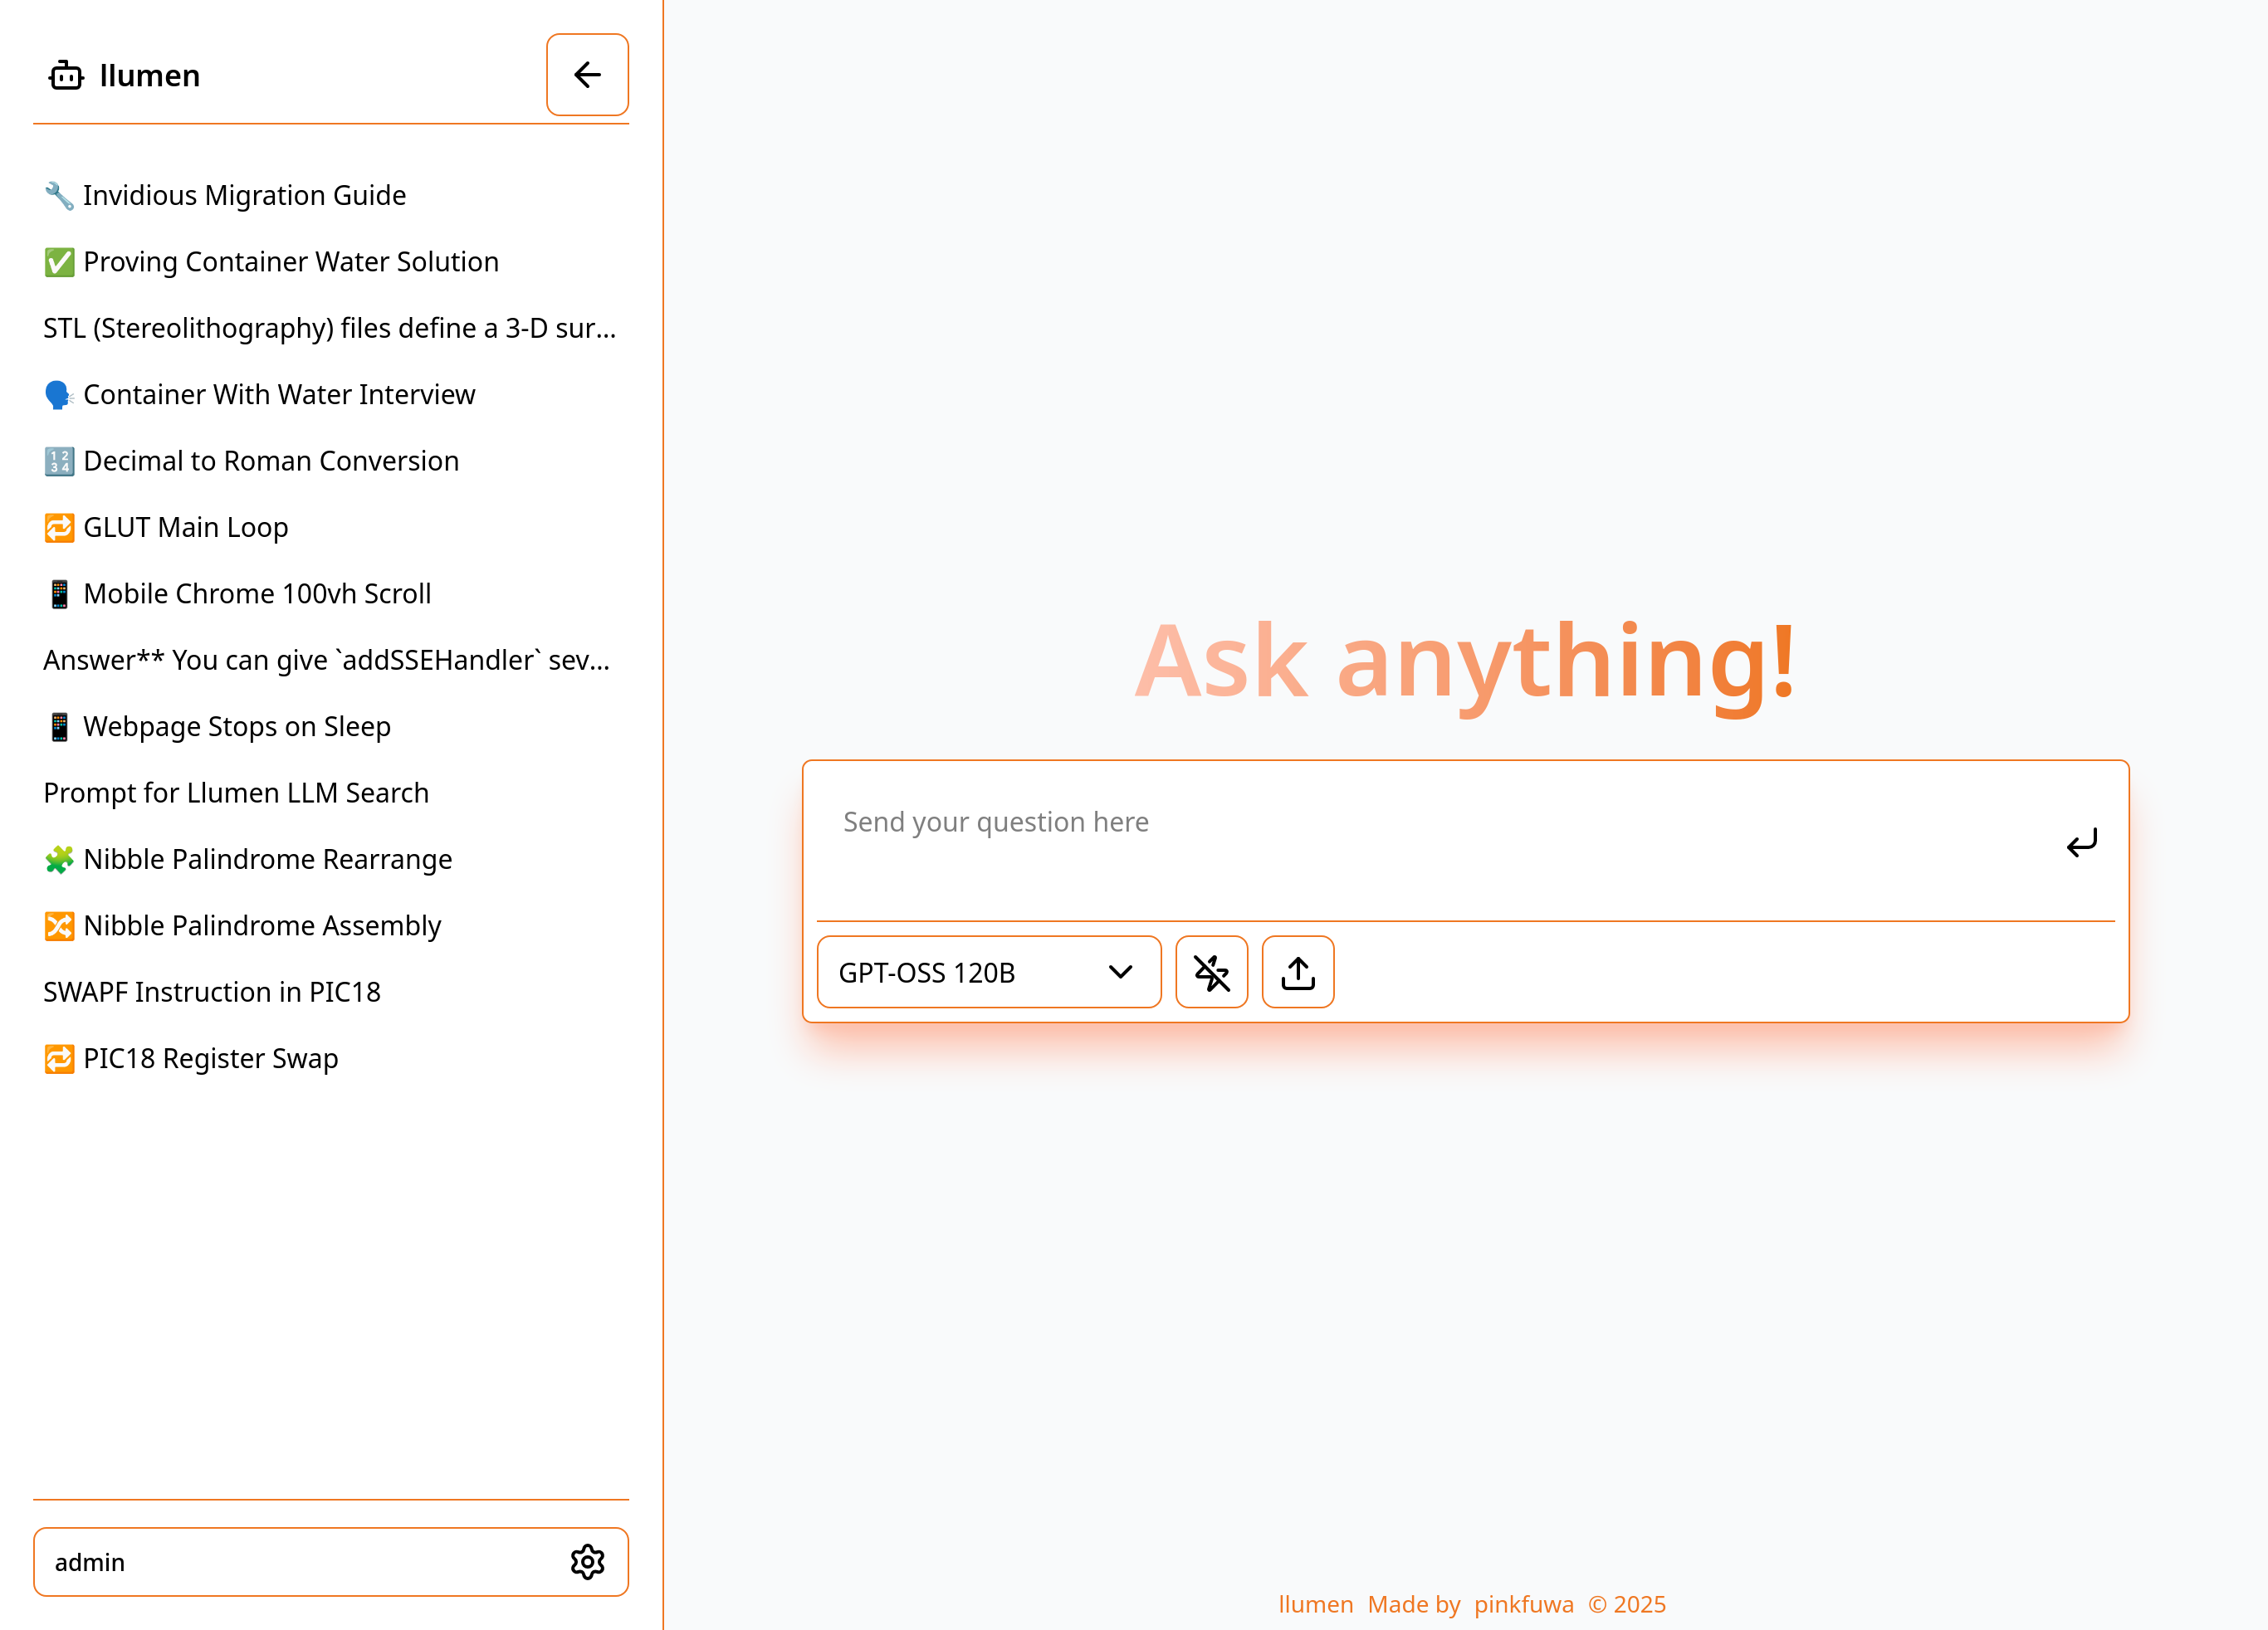 llumen
🔧 Invidious Migration Guide
✅ Proving Container Water Solution
STL (Stereolithography) files define a 3-D sur...
🗣️ Container With Water Interview
🔢 Decimal to Roman Conversion
🔁 GLUT Main Loop
📱 Mobile Chrome 100vh Scroll
Answer** You can give `addSSEHandler` sev...
📱 Webpage Stops on Sleep
Prompt for Llumen LLM Search
🧩 Nibble Palindrome Rearrange
🔀 Nibble Palindrome Assembly
SWAPF Instruction in PIC18
🔁 PIC18 Register Swap
admin
Ask anything!
Send your question here
GPT-OSS 120B
llumen Made by pinkfuwa © 2025